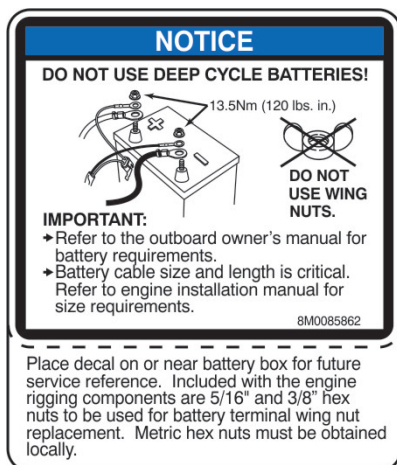 NOTICE
DO NOT USE DEEP CYCLE BATTERIES!
13.5Nm (120 lbs. in.)
DO NOT
USE WING
NUTS.
IMPORTANT:
➔Refer to the outboard owner's manual for
battery requirements.
➔Battery cable size and length is critical.
Refer to engine installation manual for
size requirements.
8M0085862
Place decal on or near battery box for future
service reference. Included with the engine
rigging components are 5/16" and 3/8" hex
nuts to be used for battery terminal wing nut
replacement. Metric hex nuts must be obtained
locally.